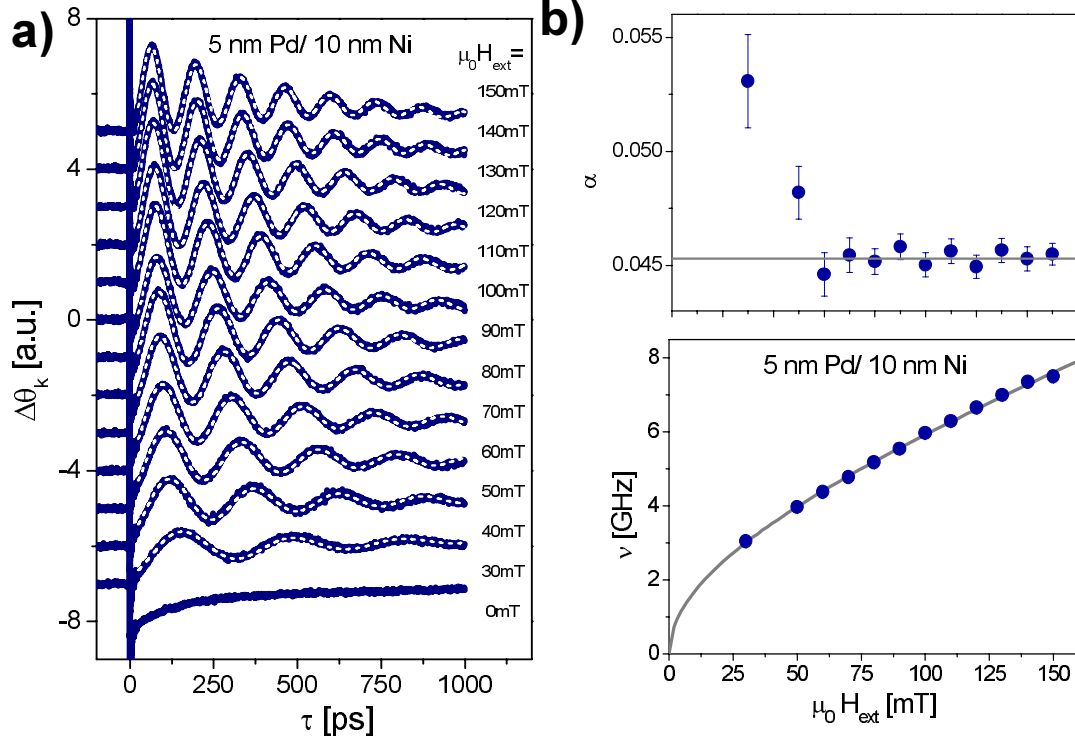 a)
5 nm Pd/ 10 nm Ni
μ₀H_ext=
150mT
140mT
130mT
120mT
110mT
100mT
90mT
80mT
70mT
60mT
50mT
40mT
30mT
0mT
8
4
0
-4
-8
Δθ_k [a.u.]
0 250 500 750 1000
τ [ps]
b)
0.055
0.050
0.045
α
5 nm Pd/ 10 nm Ni
8
6
4
2
0
ν [GHz]
0 25 50 75 100 125 150
μ₀ H_ext [mT]